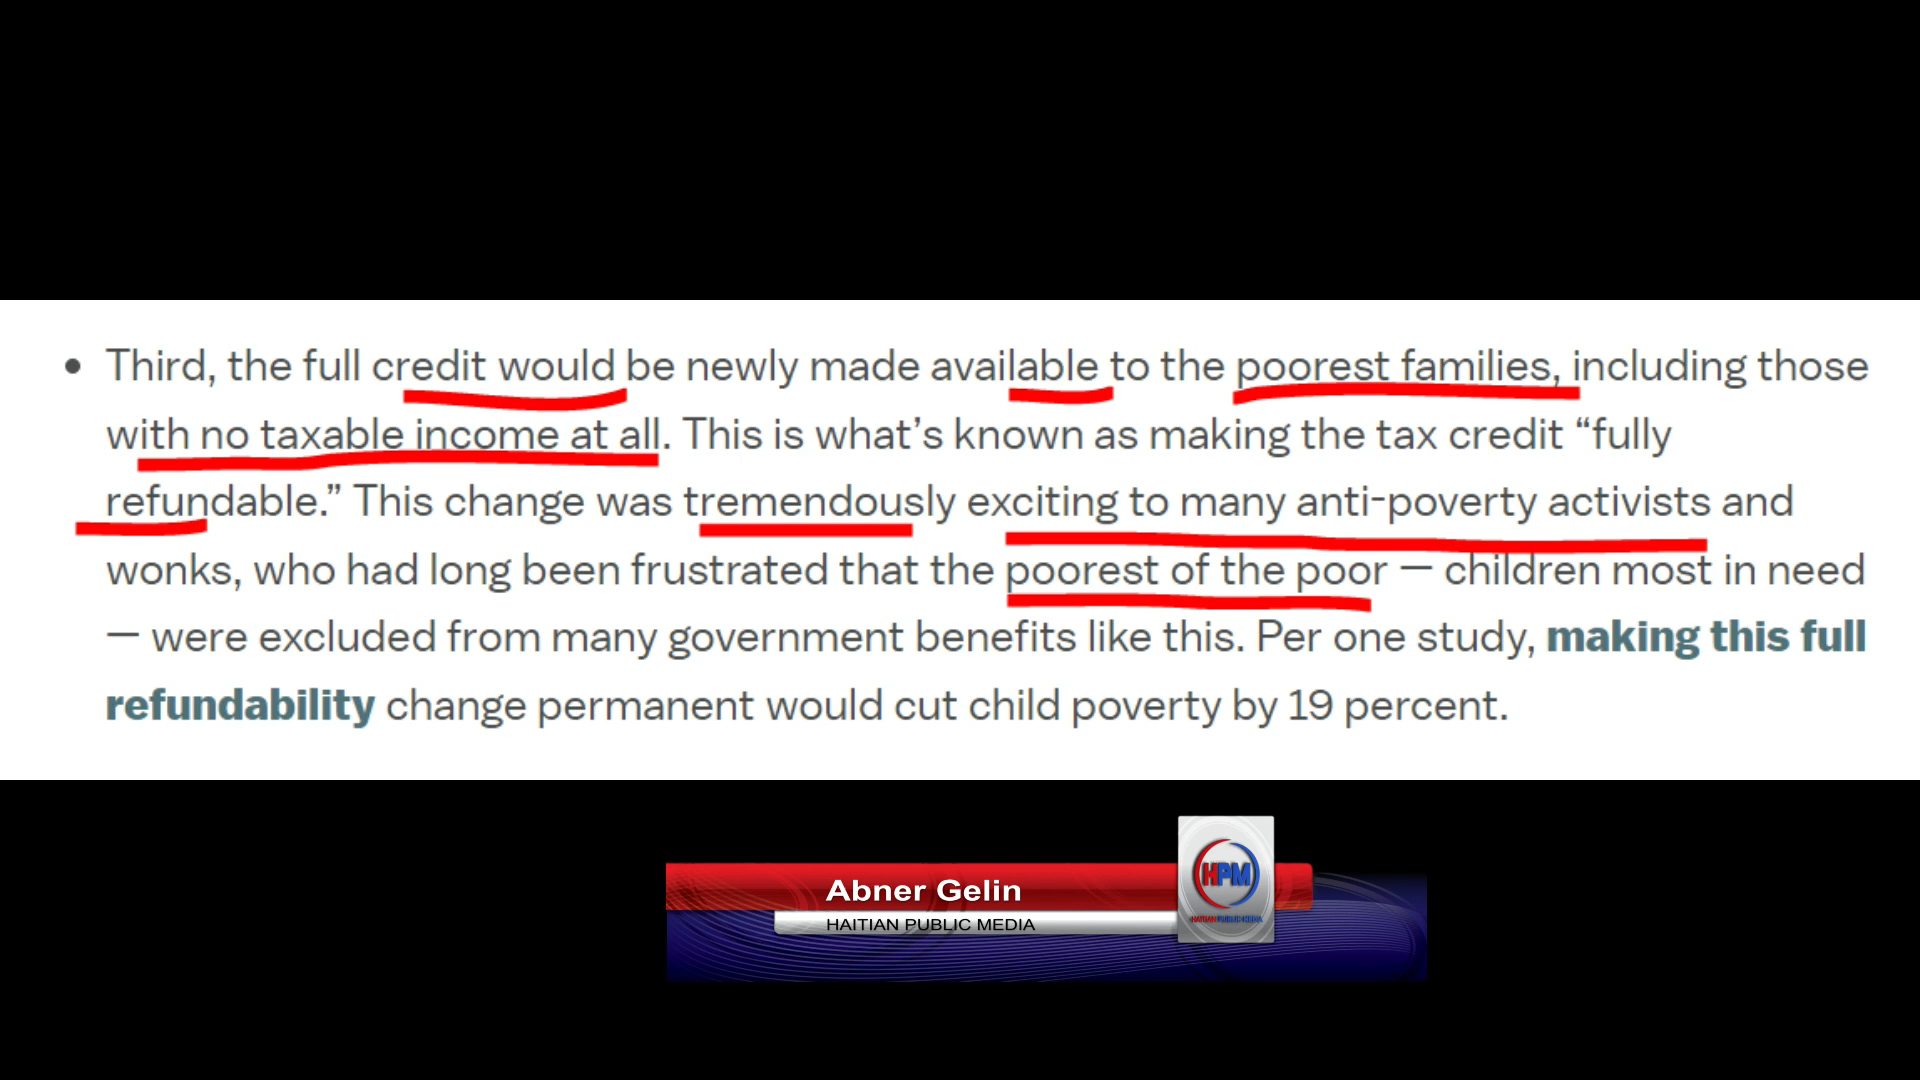 • Third, the full credit would be newly made available to the poorest families, including those
with no taxable income at all. This is what’s known as making the tax credit “fully
refundable.” This change was tremendously exciting to many anti-poverty activists and
wonks, who had long been frustrated that the poorest of the poor — children most in need
— were excluded from many government benefits like this. Per one study, making this full
refundability change permanent would cut child poverty by 19 percent.
Abner Gelin
HAITIAN PUBLIC MEDIA
HPM
HAITIAN PUBLIC MEDIA